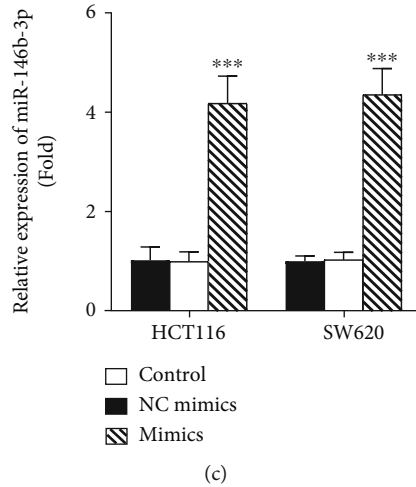 Relative expression of miR-146b-3p
(Fold)
6
4
2
0
***
***
HCT116
SW620
Control
NC mimics
Mimics
(c)